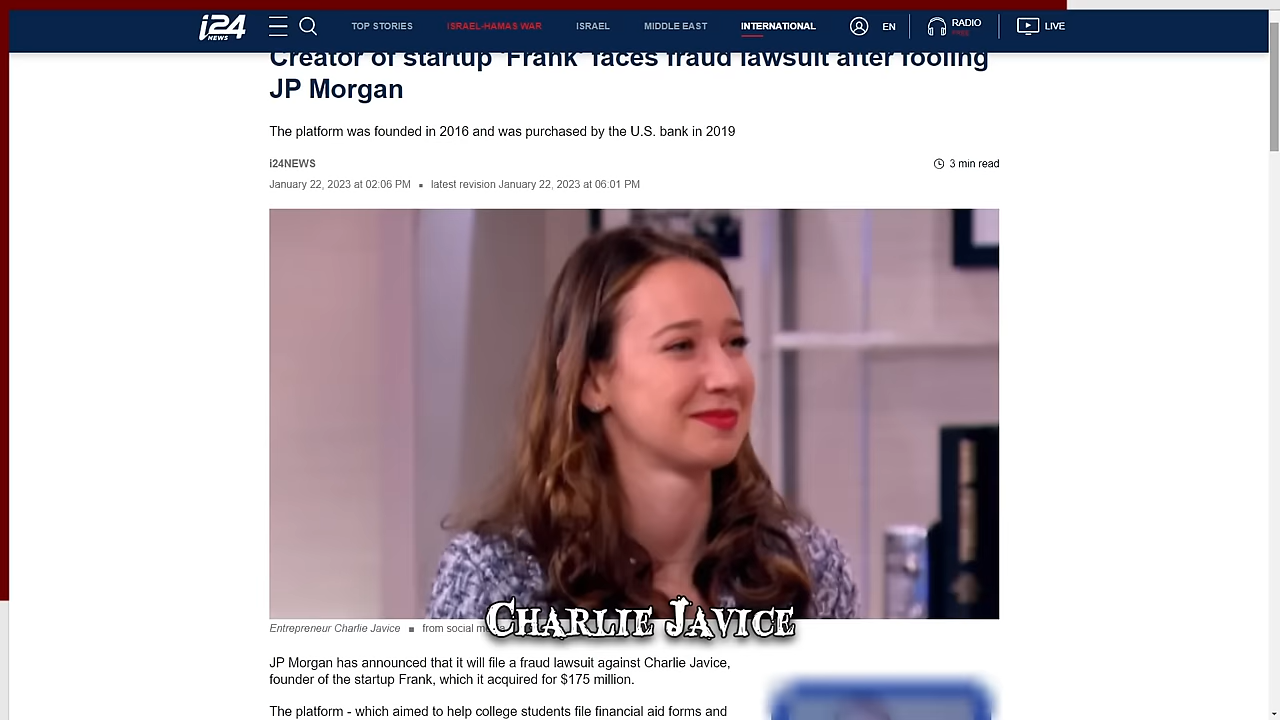 i24
NEWS
TOP STORIES
ISRAEL-HAMAS WAR
ISRAEL
MIDDLE EAST
INTERNATIONAL
EN
RADIO
FREE
LIVE
Creator of startup 'Frank' faces fraud lawsuit after fooling
JP Morgan
The platform was founded in 2016 and was purchased by the U.S. bank in 2019
i24NEWS
3 min read
January 22, 2023 at 02:06 PM ▪ latest revision January 22, 2023 at 06:01 PM
Entrepreneur Charlie Javice ▪ from social
CHARLIE JAVICE
JP Morgan has announced that it will file a fraud lawsuit against Charlie Javice,
founder of the startup Frank, which it acquired for $175 million.
The platform - which aimed to help college students file financial aid forms and